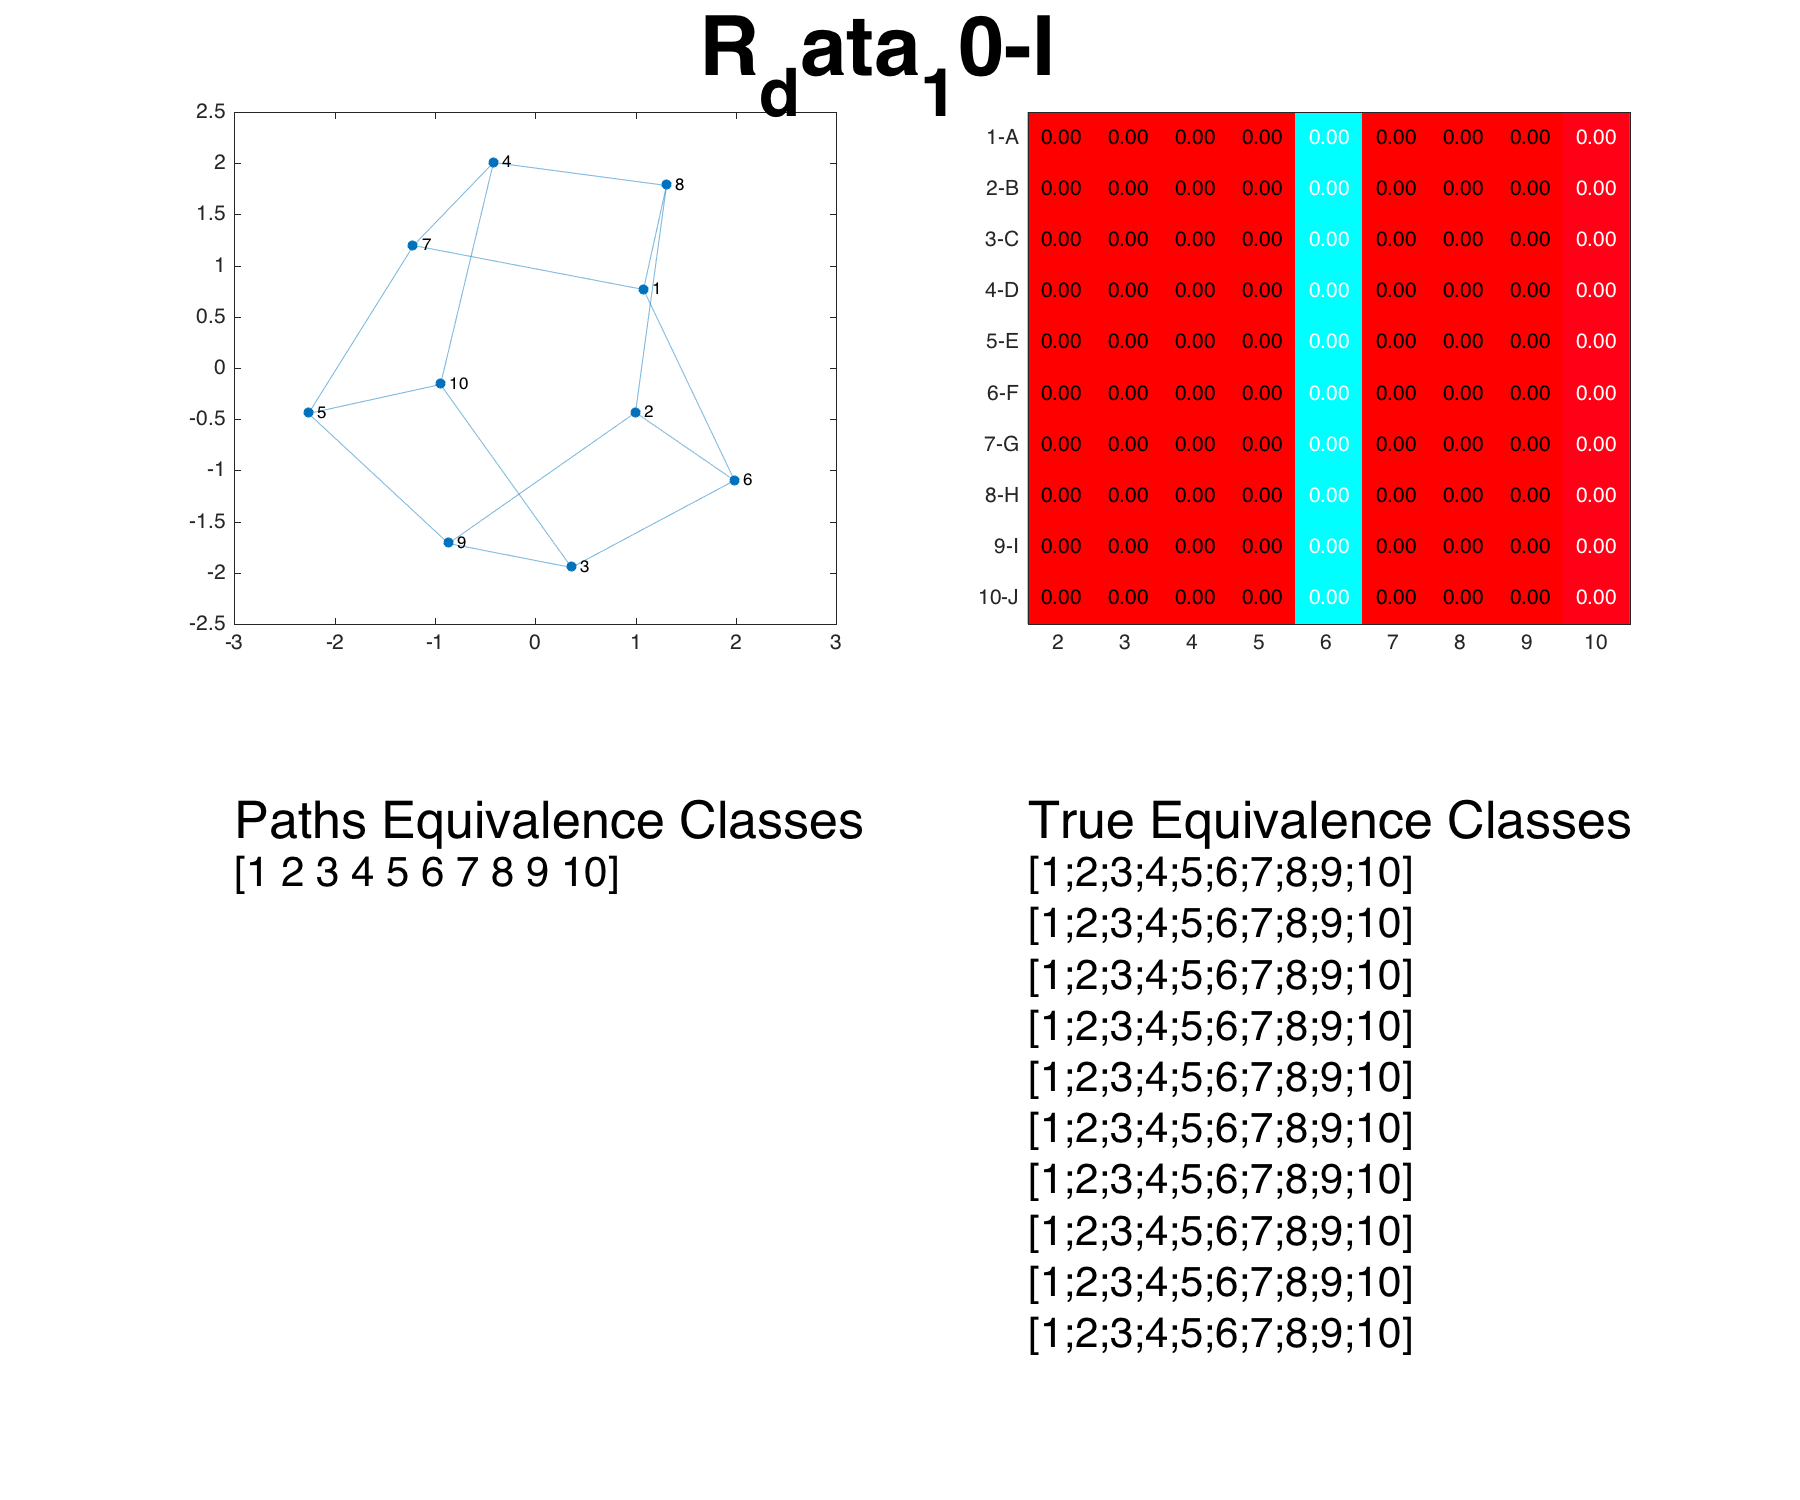 R_data_10-I
2.5
2
1.5
1
0.5
0
-0.5
-1
-1.5
-2
-2.5
-3 -2 -1 0 1 2 3
4
8
7
1
10
5
2
6
9
3
1-A 0.00 0.00 0.00 0.00 0.00 0.00 0.00 0.00 0.00
2-B 0.00 0.00 0.00 0.00 0.00 0.00 0.00 0.00 0.00
3-C 0.00 0.00 0.00 0.00 0.00 0.00 0.00 0.00 0.00
4-D 0.00 0.00 0.00 0.00 0.00 0.00 0.00 0.00 0.00
5-E 0.00 0.00 0.00 0.00 0.00 0.00 0.00 0.00 0.00
6-F 0.00 0.00 0.00 0.00 0.00 0.00 0.00 0.00 0.00
7-G 0.00 0.00 0.00 0.00 0.00 0.00 0.00 0.00 0.00
8-H 0.00 0.00 0.00 0.00 0.00 0.00 0.00 0.00 0.00
9-I 0.00 0.00 0.00 0.00 0.00 0.00 0.00 0.00 0.00
10-J 0.00 0.00 0.00 0.00 0.00 0.00 0.00 0.00 0.00
2 3 4 5 6 7 8 9 10
Paths Equivalence Classes
[1 2 3 4 5 6 7 8 9 10]
True Equivalence Classes
[1;2;3;4;5;6;7;8;9;10]
[1;2;3;4;5;6;7;8;9;10]
[1;2;3;4;5;6;7;8;9;10]
[1;2;3;4;5;6;7;8;9;10]
[1;2;3;4;5;6;7;8;9;10]
[1;2;3;4;5;6;7;8;9;10]
[1;2;3;4;5;6;7;8;9;10]
[1;2;3;4;5;6;7;8;9;10]
[1;2;3;4;5;6;7;8;9;10]
[1;2;3;4;5;6;7;8;9;10]